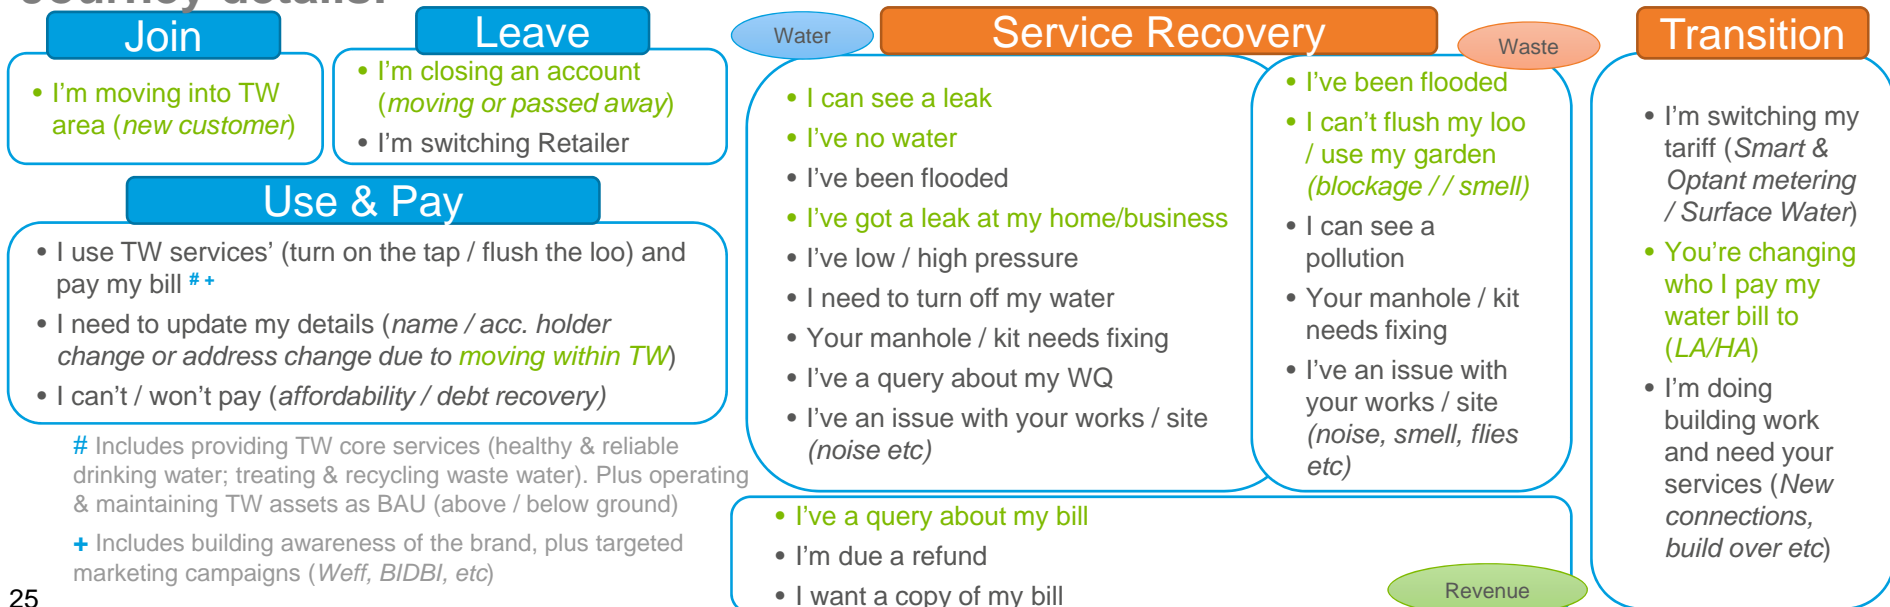 Journey details:
Join
• I'm moving into TW
area (new customer)
Leave
• I'm closing an account
(moving or passed away)
• I'm switching Retailer
Use & Pay
• I use TW services' (turn on the tap / flush the loo) and
pay my bill # +
• I need to update my details (name / acc. holder
change or address change due to moving within TW)
• I can't / won't pay (affordability / debt recovery)
# Includes providing TW core services (healthy & reliable
drinking water; treating & recycling waste water). Plus operating
& maintaining TW assets as BAU (above / below ground)
+ Includes building awareness of the brand, plus targeted
marketing campaigns (Weff, BIDBI, etc)
25
Water
Service Recovery
Waste
• I can see a leak
• I've no water
• I've been flooded
• I've got a leak at my home/business
• I've low / high pressure
• I need to turn off my water
• Your manhole / kit needs fixing
• I've a query about my WQ
• I've an issue with your works / site
(noise etc)
• I've been flooded
• I can't flush my loo
/ use my garden
(blockage / / smell)
• I can see a
pollution
• Your manhole / kit
needs fixing
• I've an issue with
your works / site
(noise, smell, flies
etc)
• I've a query about my bill
• I'm due a refund
• I want a copy of my bill
Revenue
Transition
• I'm switching my
tariff (Smart &
Optant metering
/ Surface Water)
• You're changing
who I pay my
water bill to
(LA/HA)
• I'm doing
building work
and need your
services (New
connections,
build over etc)